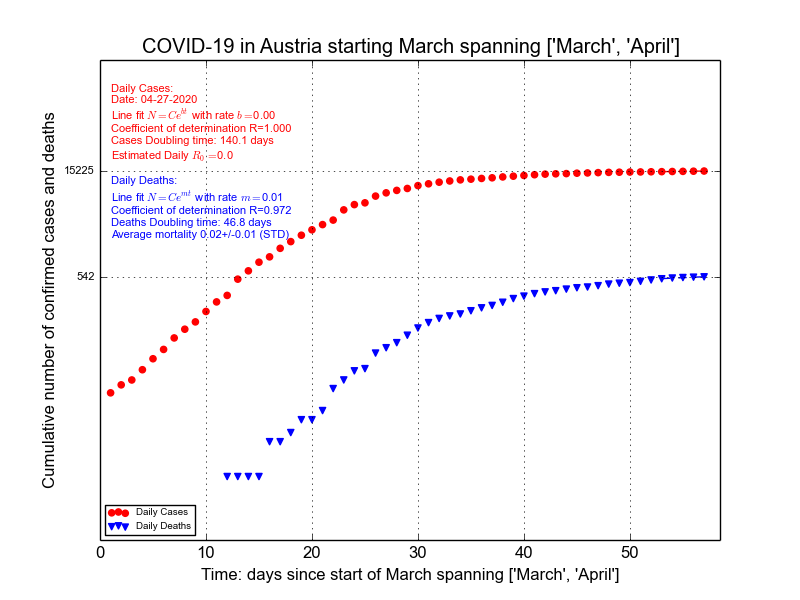 COVID-19 in Austria starting March spanning ['March', 'April']
Daily Cases:
Date: 04-27-2020
Line fit N = Ce^{bt} with rate b =0.00
Coefficient of determination R=1.000
Cases Doubling time: 140.1 days
Estimated Daily R_0 =0.0
Daily Deaths:
Line fit N = Ce^{mt} with rate m =0.01
Coefficient of determination R=0.972
Deaths Doubling time: 46.8 days
Average mortality 0.02+/-0.01 (STD)
15225
542
Cumulative number of confirmed cases and deaths
Daily Cases
Daily Deaths
0 10 20 30 40 50
Time: days since start of March spanning ['March', 'April']